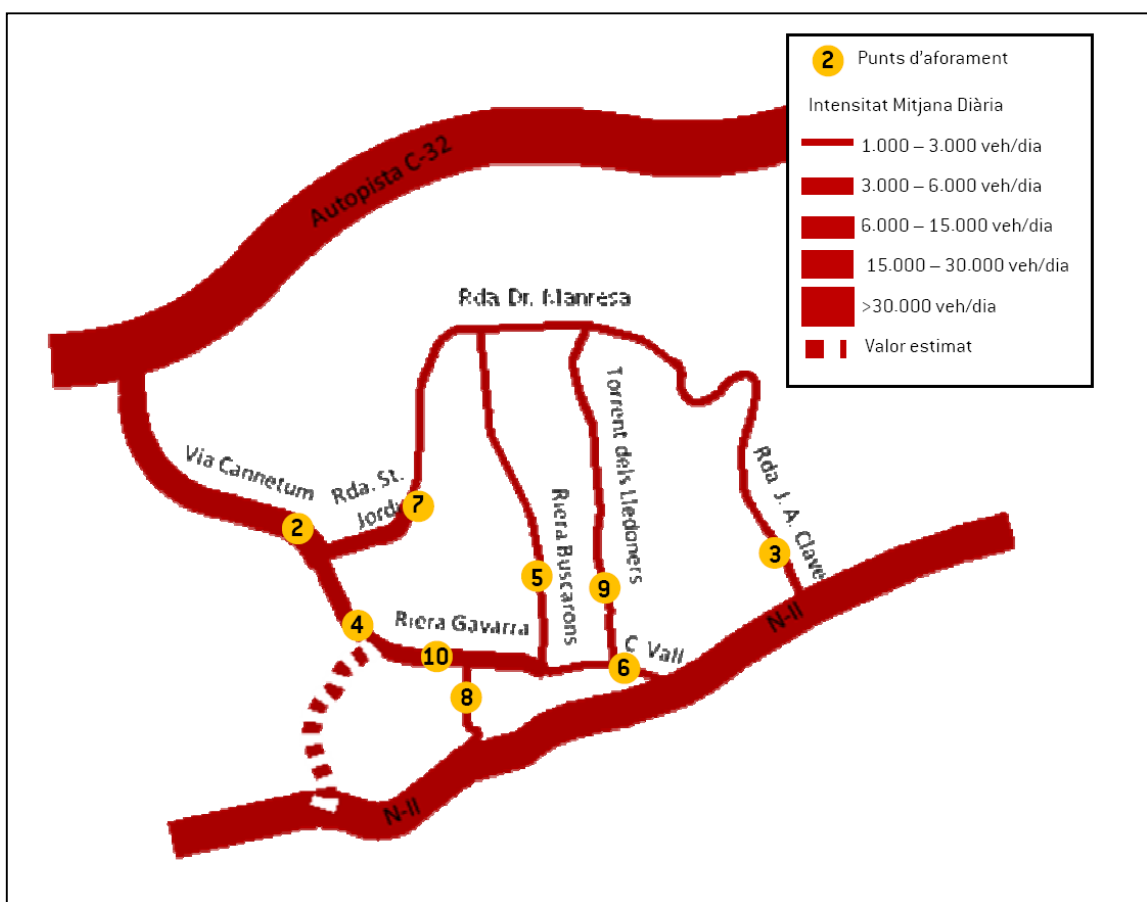 2 Punts d'aforament
Intensitat Mitjana Diària
1.000 – 3.000 veh/dia
3.000 – 6.000 veh/dia
6.000 – 15.000 veh/dia
15.000 – 30.000 veh/dia
>30.000 veh/dia
Valor estimat
Autopista C-32
Rda. Dr. Manresa
Via Cannetum
Rda. St.
Jordi
Torrent dels Lledoners
Riera Buscarons
Rda. J. A. Clavé
Riera Gavarra
C. Vall
N-II
N-II
2
7
3
5
9
4
10
6
8